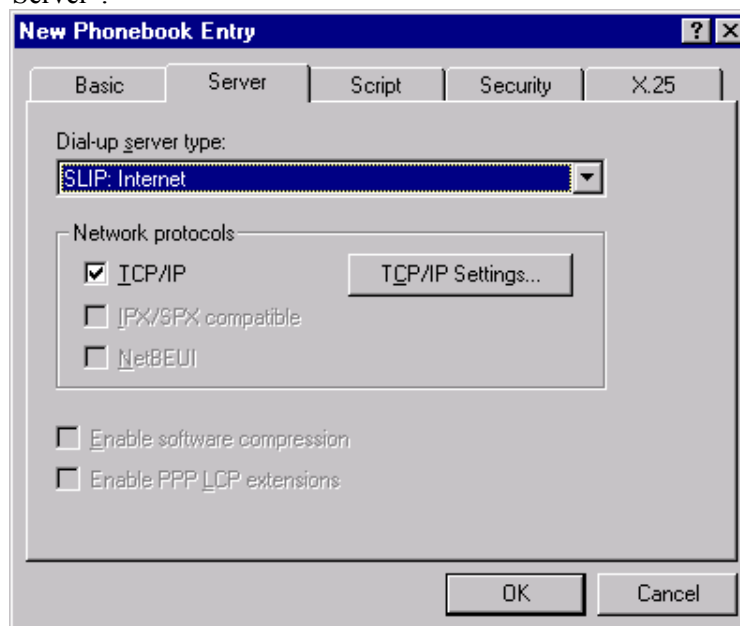 Server".
New Phonebook Entry
Basic Server Script Security X.25
Dial-up server type:
SLIP: Internet
Network protocols
TCP/IP TCP/IP Settings...
IPX/SPX compatible
NetBEUI
Enable software compression
Enable PPP LCP extensions
OK Cancel